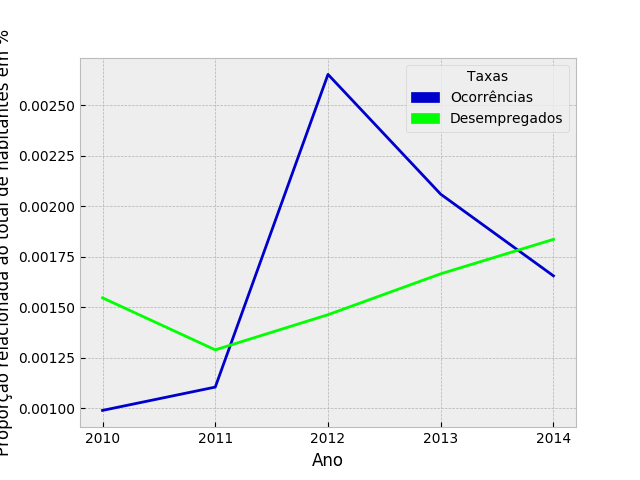 Proporção relacionada ao total de habitantes em %
0.00250
0.00225
0.00200
0.00175
0.00150
0.00125
0.00100
Taxas
Ocorrências
Desempregados
2010 2011 2012 2013 2014
Ano